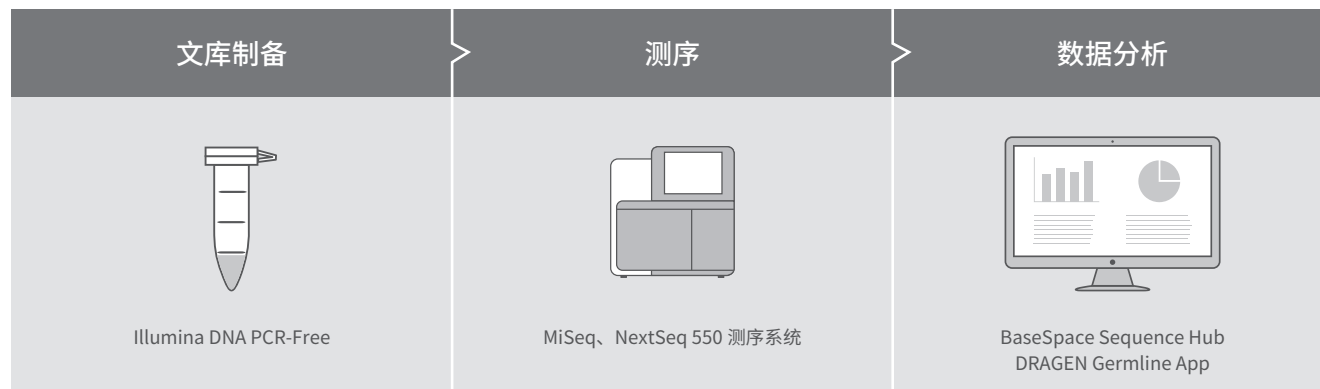 文库制备
测序
数据分析
Illumina DNA PCR-Free
MiSeq、NextSeq 550 测序系统
BaseSpace Sequence Hub
DRAGEN Germline App